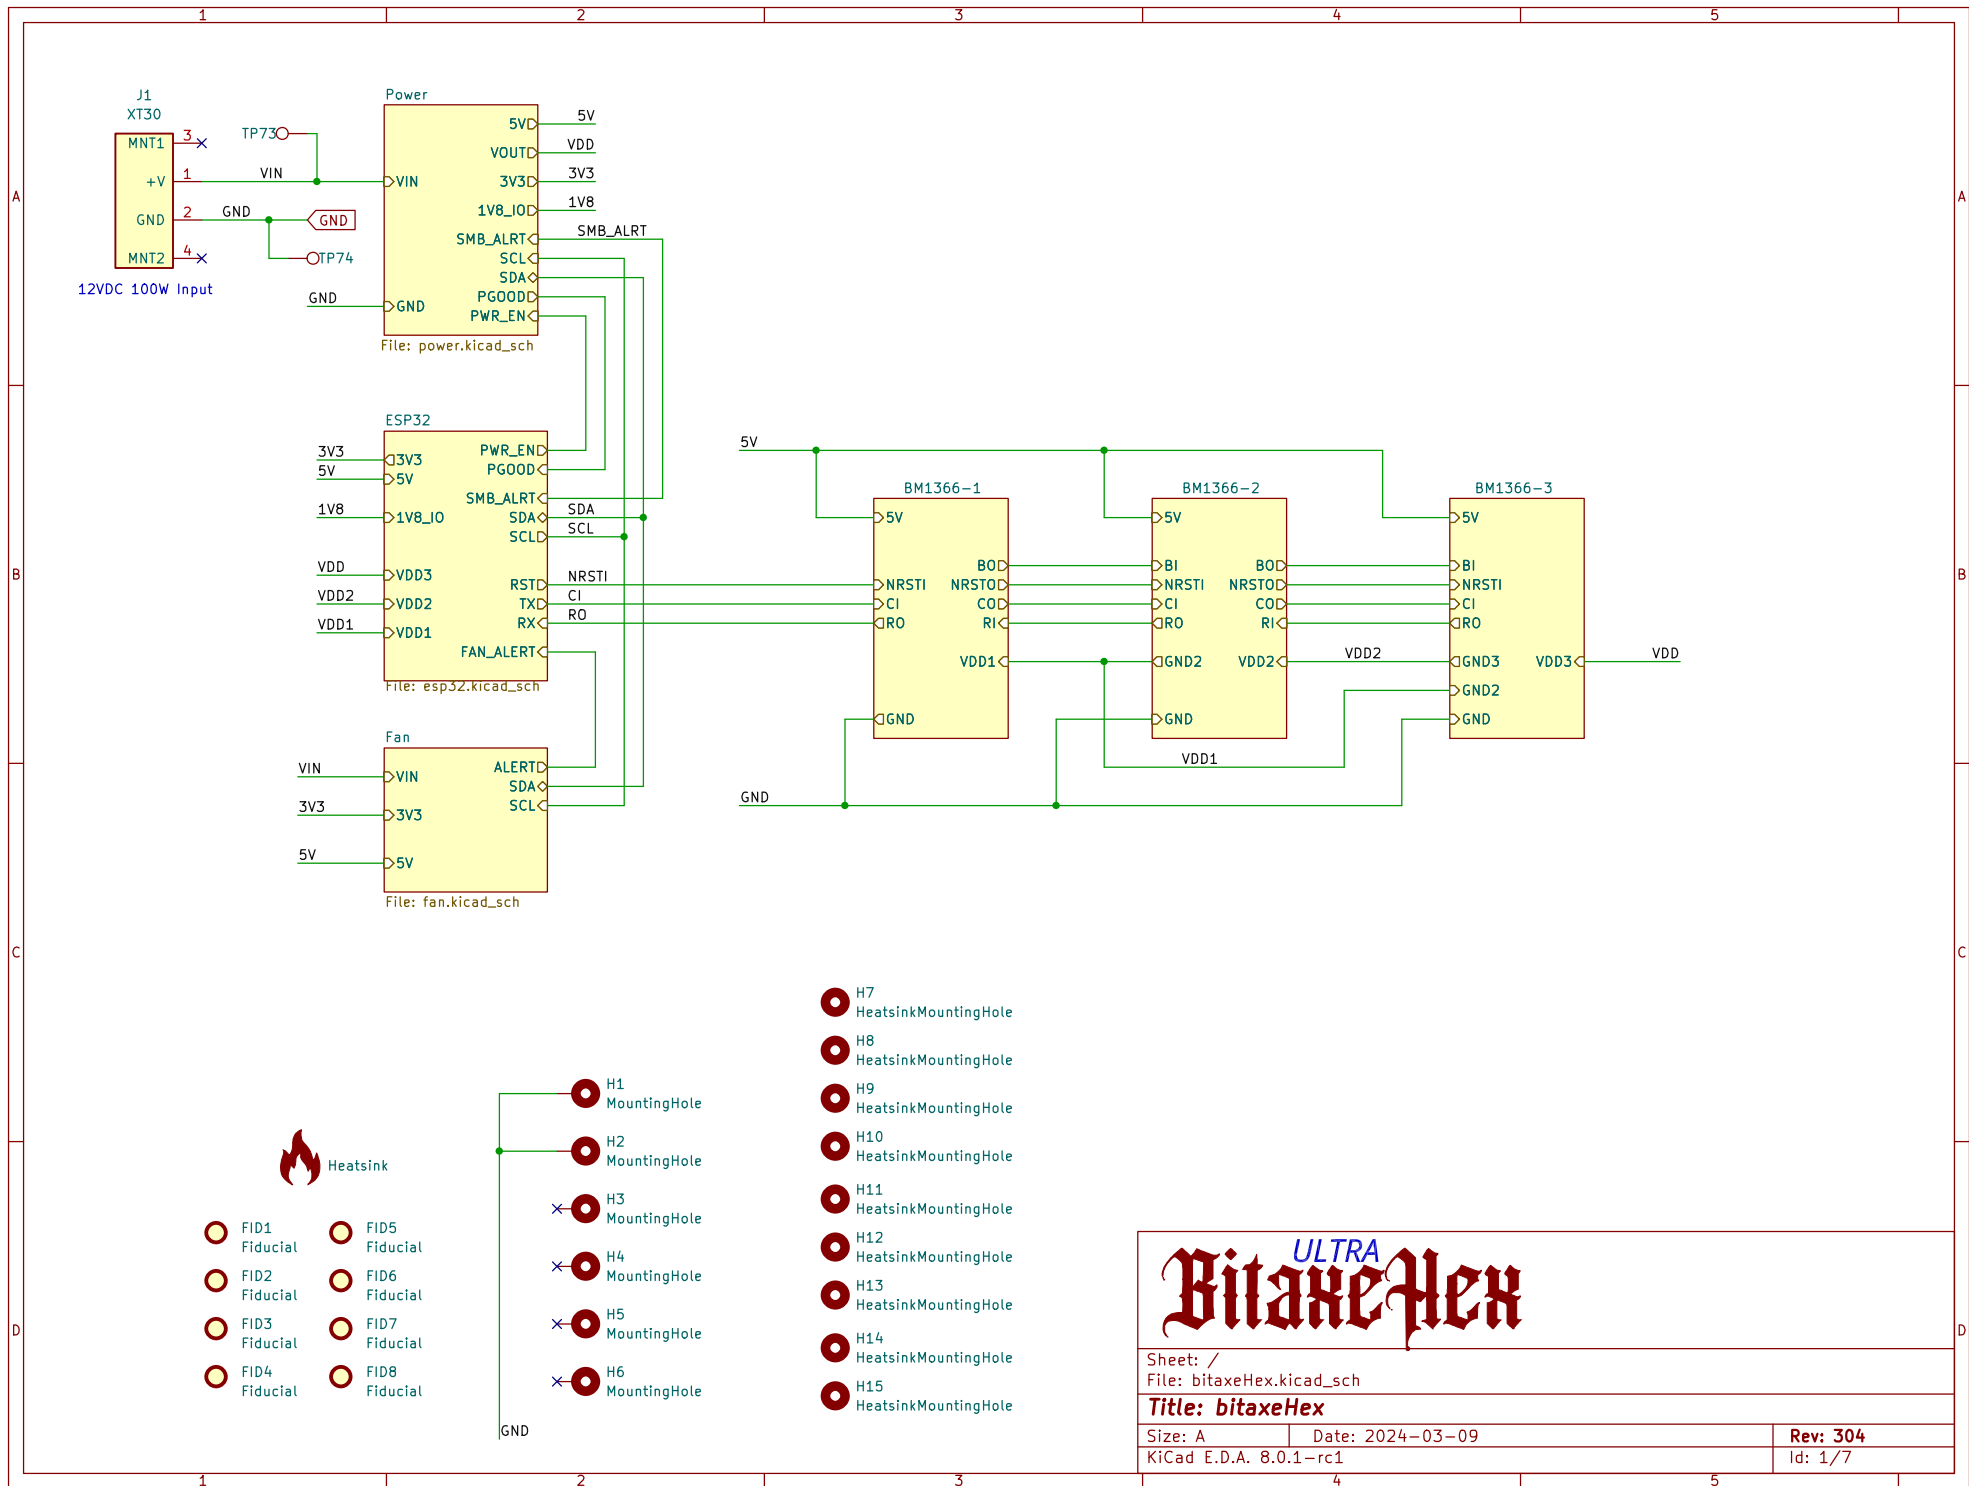 1 2 3 4 5
A A
B B
C C
D D
J1
XT30
MNT1 3
+V 1
GND 2
MNT2 4
12VDC 100W Input
TP73
VIN
GND
GND
TP74
GND
Power
VIN
GND
5V
VOUT
3V3
1V8_IO
SMB_ALRT
SCL
SDA
PGOOD
PWR_EN
File: power.kicad_sch
5V
VDD
3V3
1V8
SMB_ALRT
ESP32
3V3
5V
1V8
VDD
VDD2
VDD1
3V3
5V
1V8_IO
VDD3
VDD2
VDD1
PWR_EN
PGOOD
SMB_ALRT
SDA
SCL
RST
TX
RX
FAN_ALERT
File: esp32.kicad_sch
SDA
SCL
NRSTI
CI
RO
Fan
VIN
3V3
5V
VIN
3V3
5V
ALERT
SDA
SCL
File: fan.kicad_sch
5V
GND
BM1366-1
5V
NRSTI
CI
RO
GND
BO
NRSTO
CO
RI
VDD1
BM1366-2
5V
BI
NRSTI
CI
RO
GND2
GND
BO
NRSTO
CO
RI
VDD2
VDD2
VDD1
BM1366-3
5V
BI
NRSTI
CI
RO
GND3
GND2
GND
VDD3
VDD
H7
HeatsinkMountingHole
H8
HeatsinkMountingHole
H9
HeatsinkMountingHole
H10
HeatsinkMountingHole
H11
HeatsinkMountingHole
H12
HeatsinkMountingHole
H13
HeatsinkMountingHole
H14
HeatsinkMountingHole
H15
HeatsinkMountingHole
H1
MountingHole
H2
MountingHole
H3
MountingHole
H4
MountingHole
H5
MountingHole
H6
MountingHole
GND
Heatsink
FID1
Fiducial
FID2
Fiducial
FID3
Fiducial
FID4
Fiducial
FID5
Fiducial
FID6
Fiducial
FID7
Fiducial
FID8
Fiducial
ULTRA
BitaxeHex
Sheet: /
File: bitaxeHex.kicad_sch
Title: bitaxeHex
Size: A Date: 2024-03-09 Rev: 304
KiCad E.D.A. 8.0.1-rc1 Id: 1/7
1 2 3 4 5